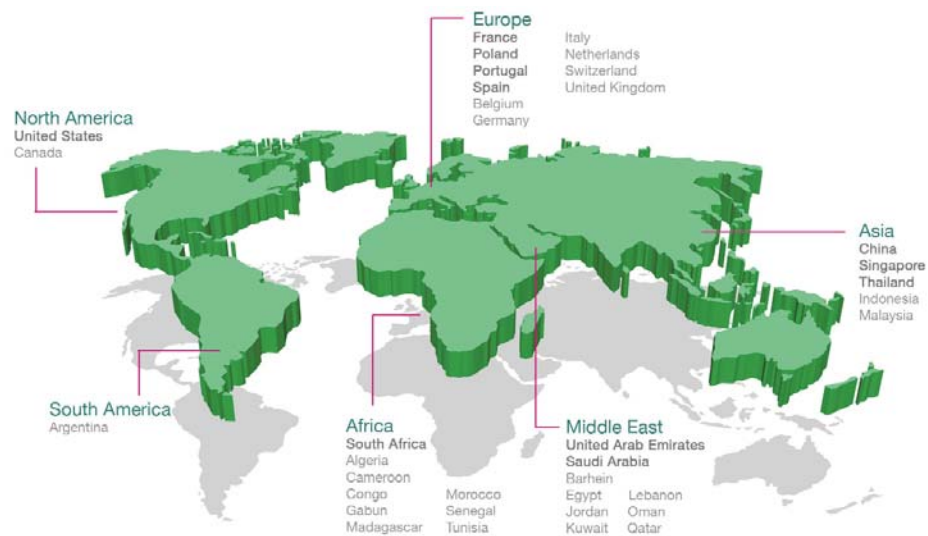 Europe
France Italy
Poland Netherlands
Portugal Switzerland
Spain United Kingdom
Belgium
Germany
North America
United States
Canada
Asia
China
Singapore
Thailand
Indonesia
Malaysia
South America
Argentina
Africa
South Africa
Algeria
Cameroon
Congo Morocco
Gabun Senegal
Madagascar Tunisia
Middle East
United Arab Emirates
Saudi Arabia
Barhein
Egypt Lebanon
Jordan Oman
Kuwait Qatar